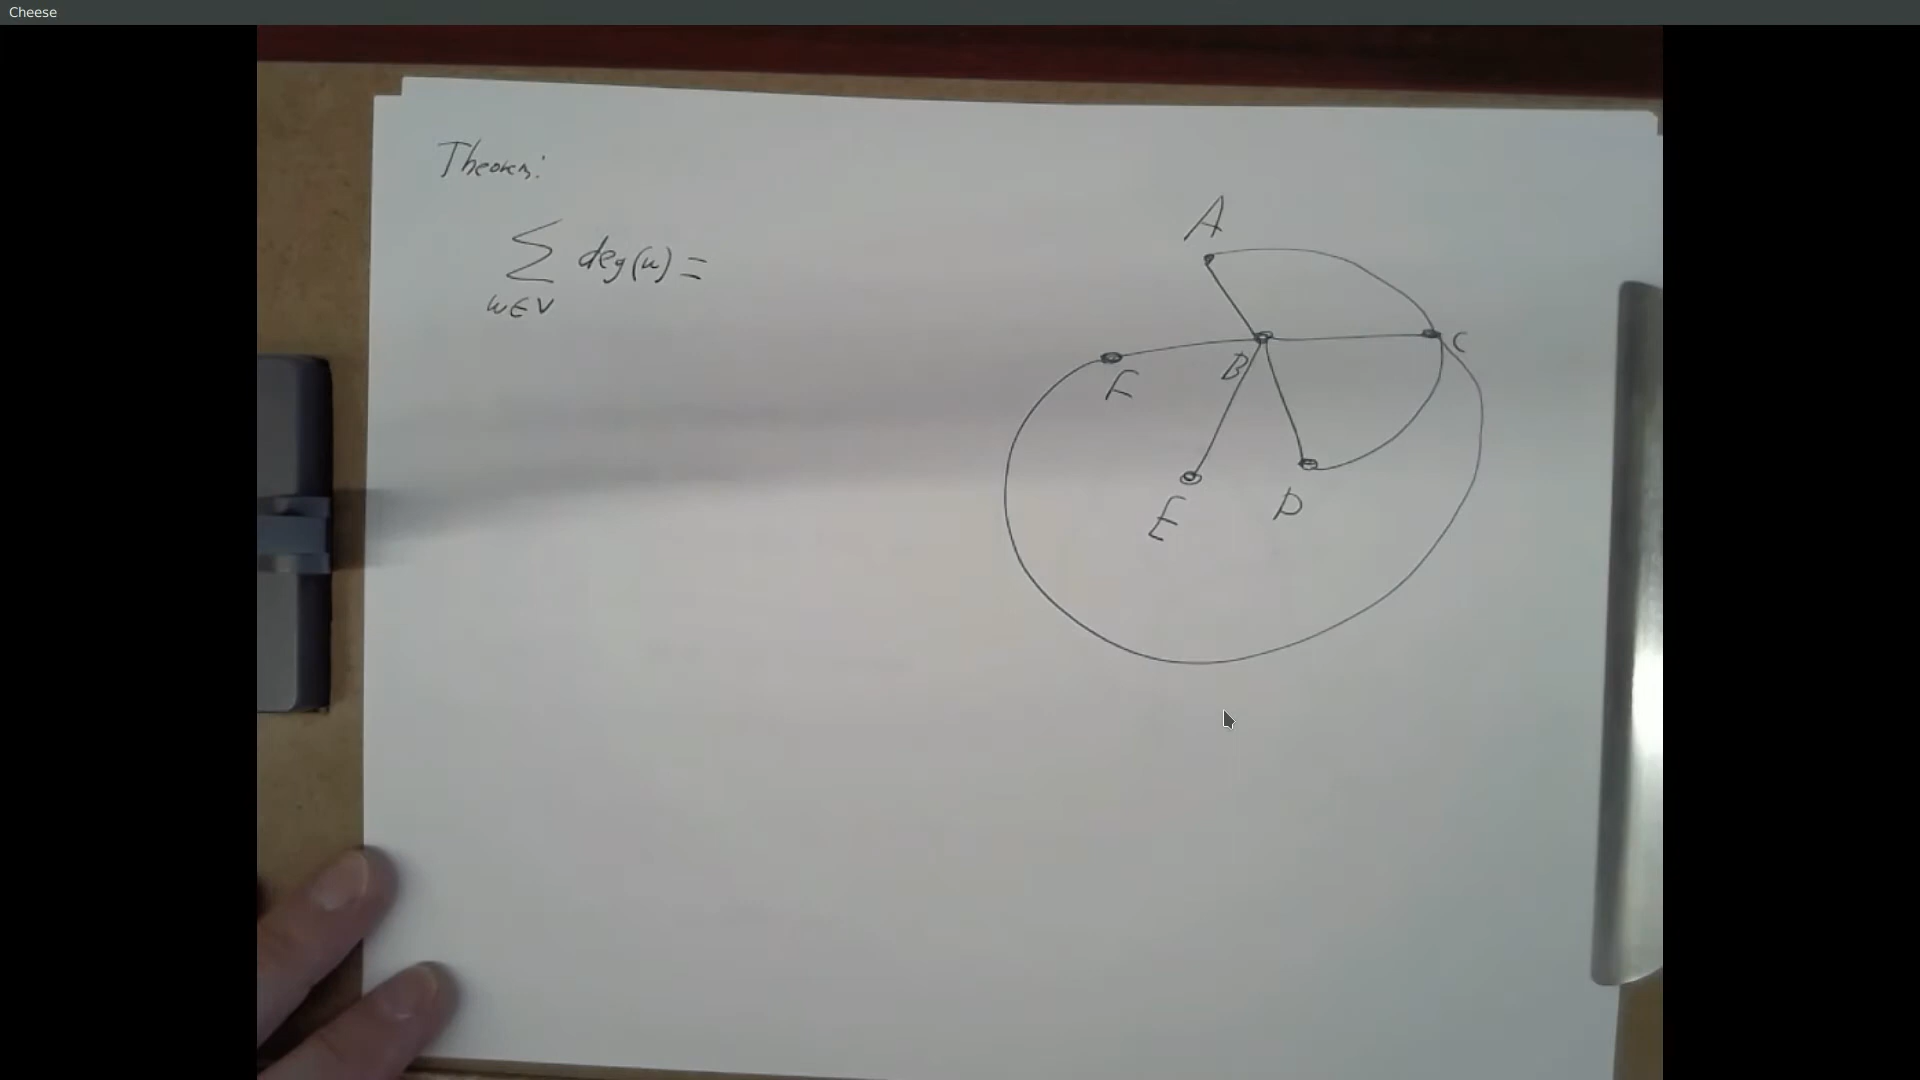 Cheese
Theorem:
∑ deg(u) =
u∈V
A
C
B
F
E
D